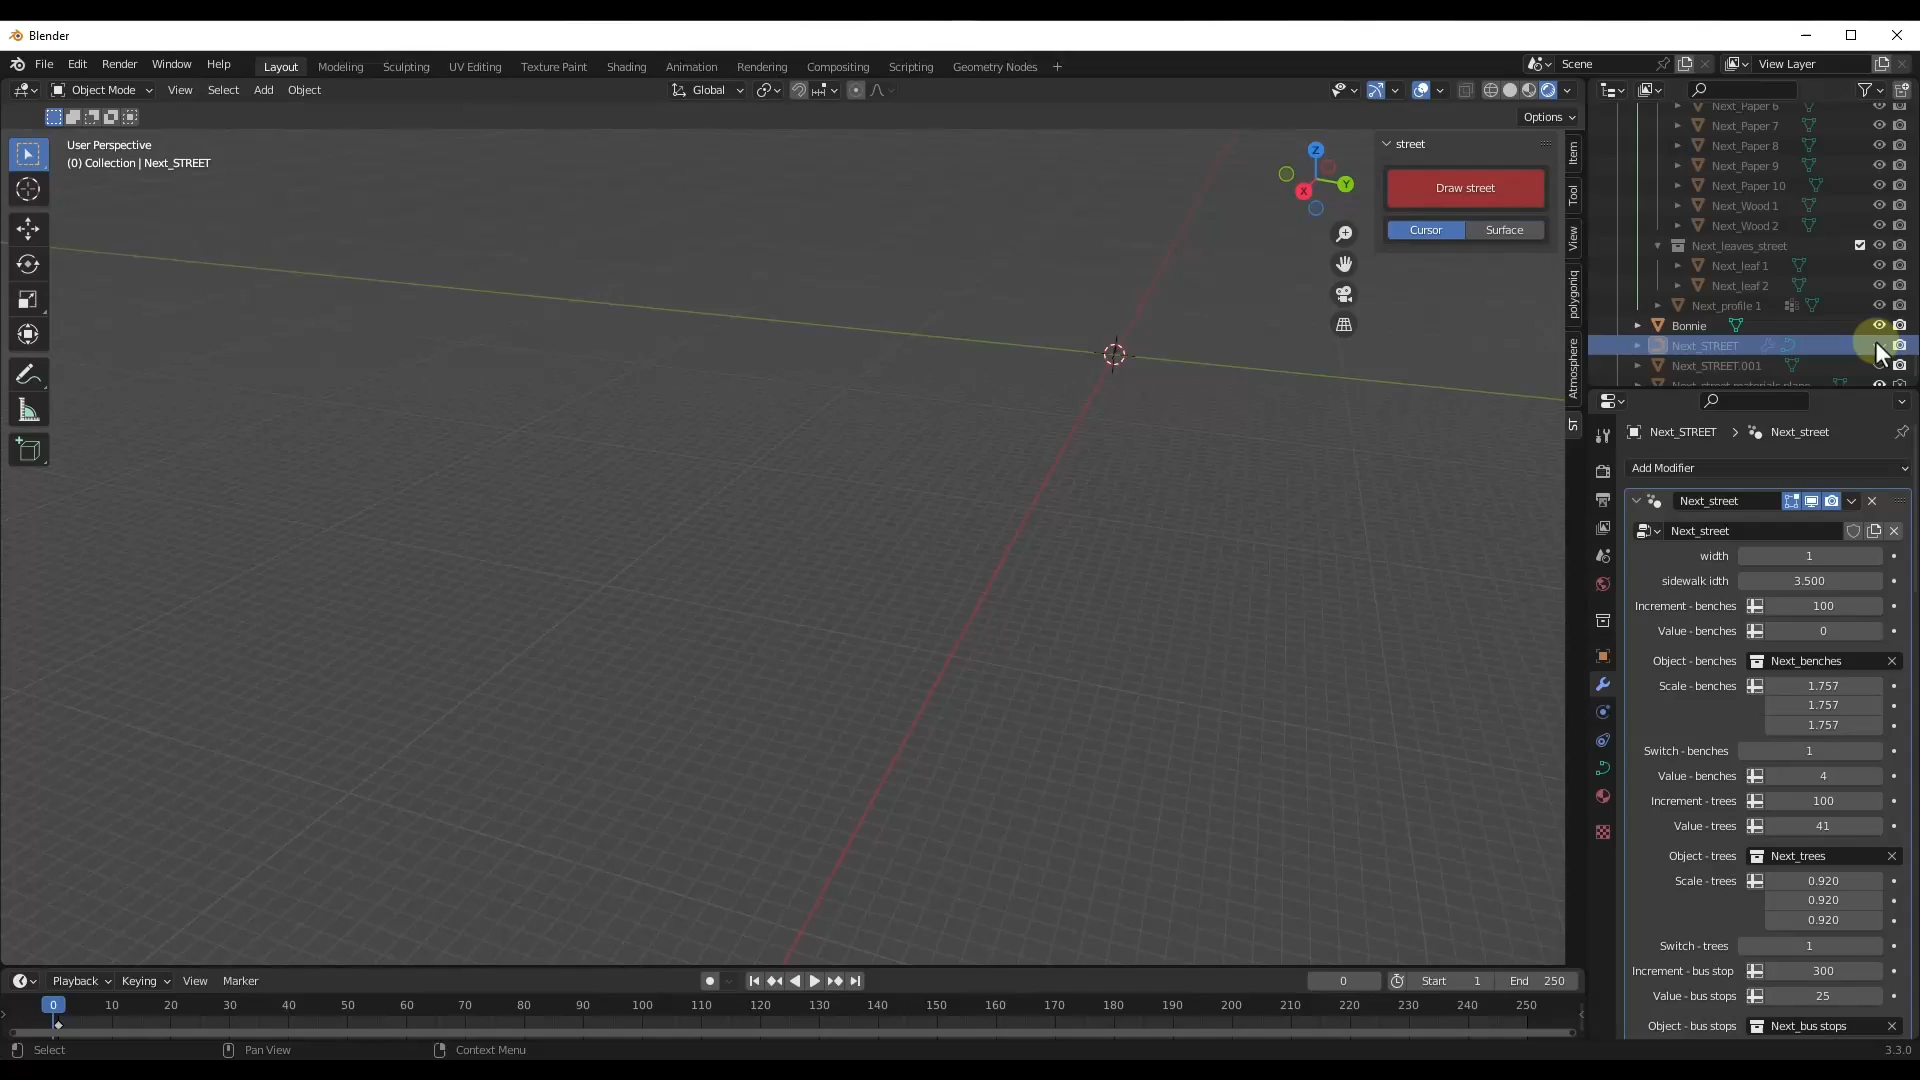 Blender
File Edit Render Window Help
Layout Modeling Sculpting UV Editing Texture Paint Shading Animation Rendering Compositing Scripting Geometry Nodes +
Scene
View Layer
Object Mode View Select Add Object
Global
Options
User Perspective
(0) Collection | Next_STREET
Z
Y
X
street
Draw street
Cursor Surface
Item
Tool
View
polygoniq
Atmosphere
ST
Next_Paper 6
Next_Paper 7
Next_Paper 8
Next_Paper 9
Next_Paper 10
Next_Wood 1
Next_Wood 2
Next_leaves_street
Next_leaf 1
Next_leaf 2
Next_profile 1
Bonnie
Next_STREET
Next_STREET.001
Next_street materials plane
Next_STREET > Next_street
Add Modifier
Next_street
Next_street
width 1
sidewalk idth 3.500
Increment - benches 100
Value - benches 0
Object - benches Next_benches
Scale - benches 1.757
1.757
1.757
Switch - benches 1
Value - benches 4
Increment - trees 100
Value - trees 41
Object - trees Next_trees
Scale - trees 0.920
0.920
0.920
Switch - trees 1
Increment - bus stop 300
Value - bus stops 25
Object - bus stops Next_bus stops
Playback Keying View Marker
0 Start 1 End 250
0 10 20 30 40 50 60 70 80 90 100 110 120 130 140 150 160 170 180 190 200 210 220 230 240 250
Select Pan View Context Menu
3.3.0